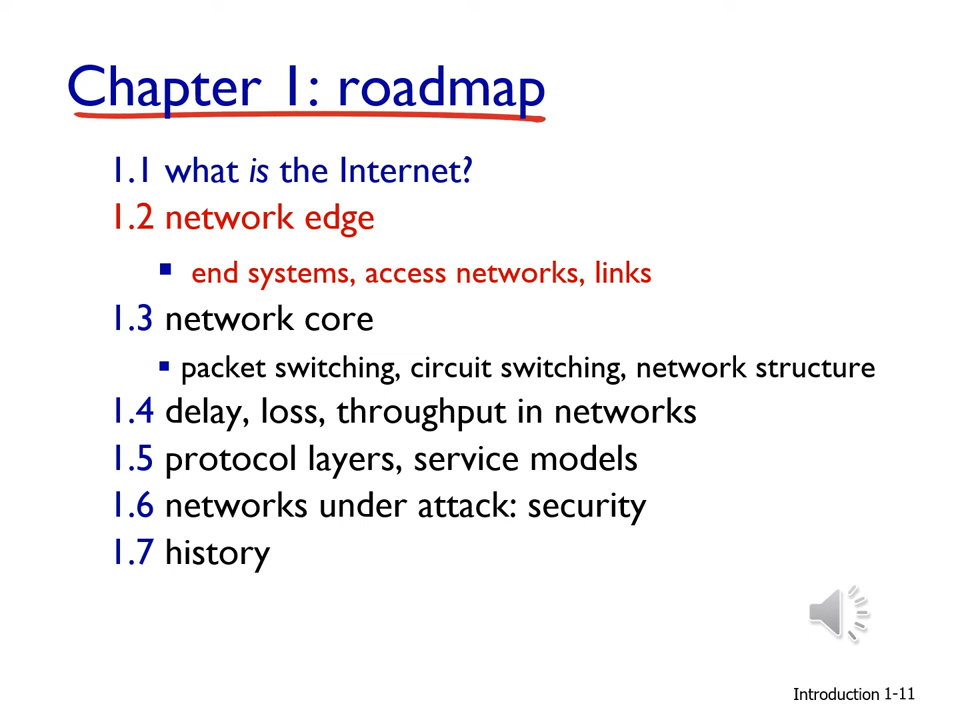 Chapter 1: roadmap
1.1 what is the Internet?
1.2 network edge
▪ end systems, access networks, links
1.3 network core
▪ packet switching, circuit switching, network structure
1.4 delay, loss, throughput in networks
1.5 protocol layers, service models
1.6 networks under attack: security
1.7 history
Introduction 1-11